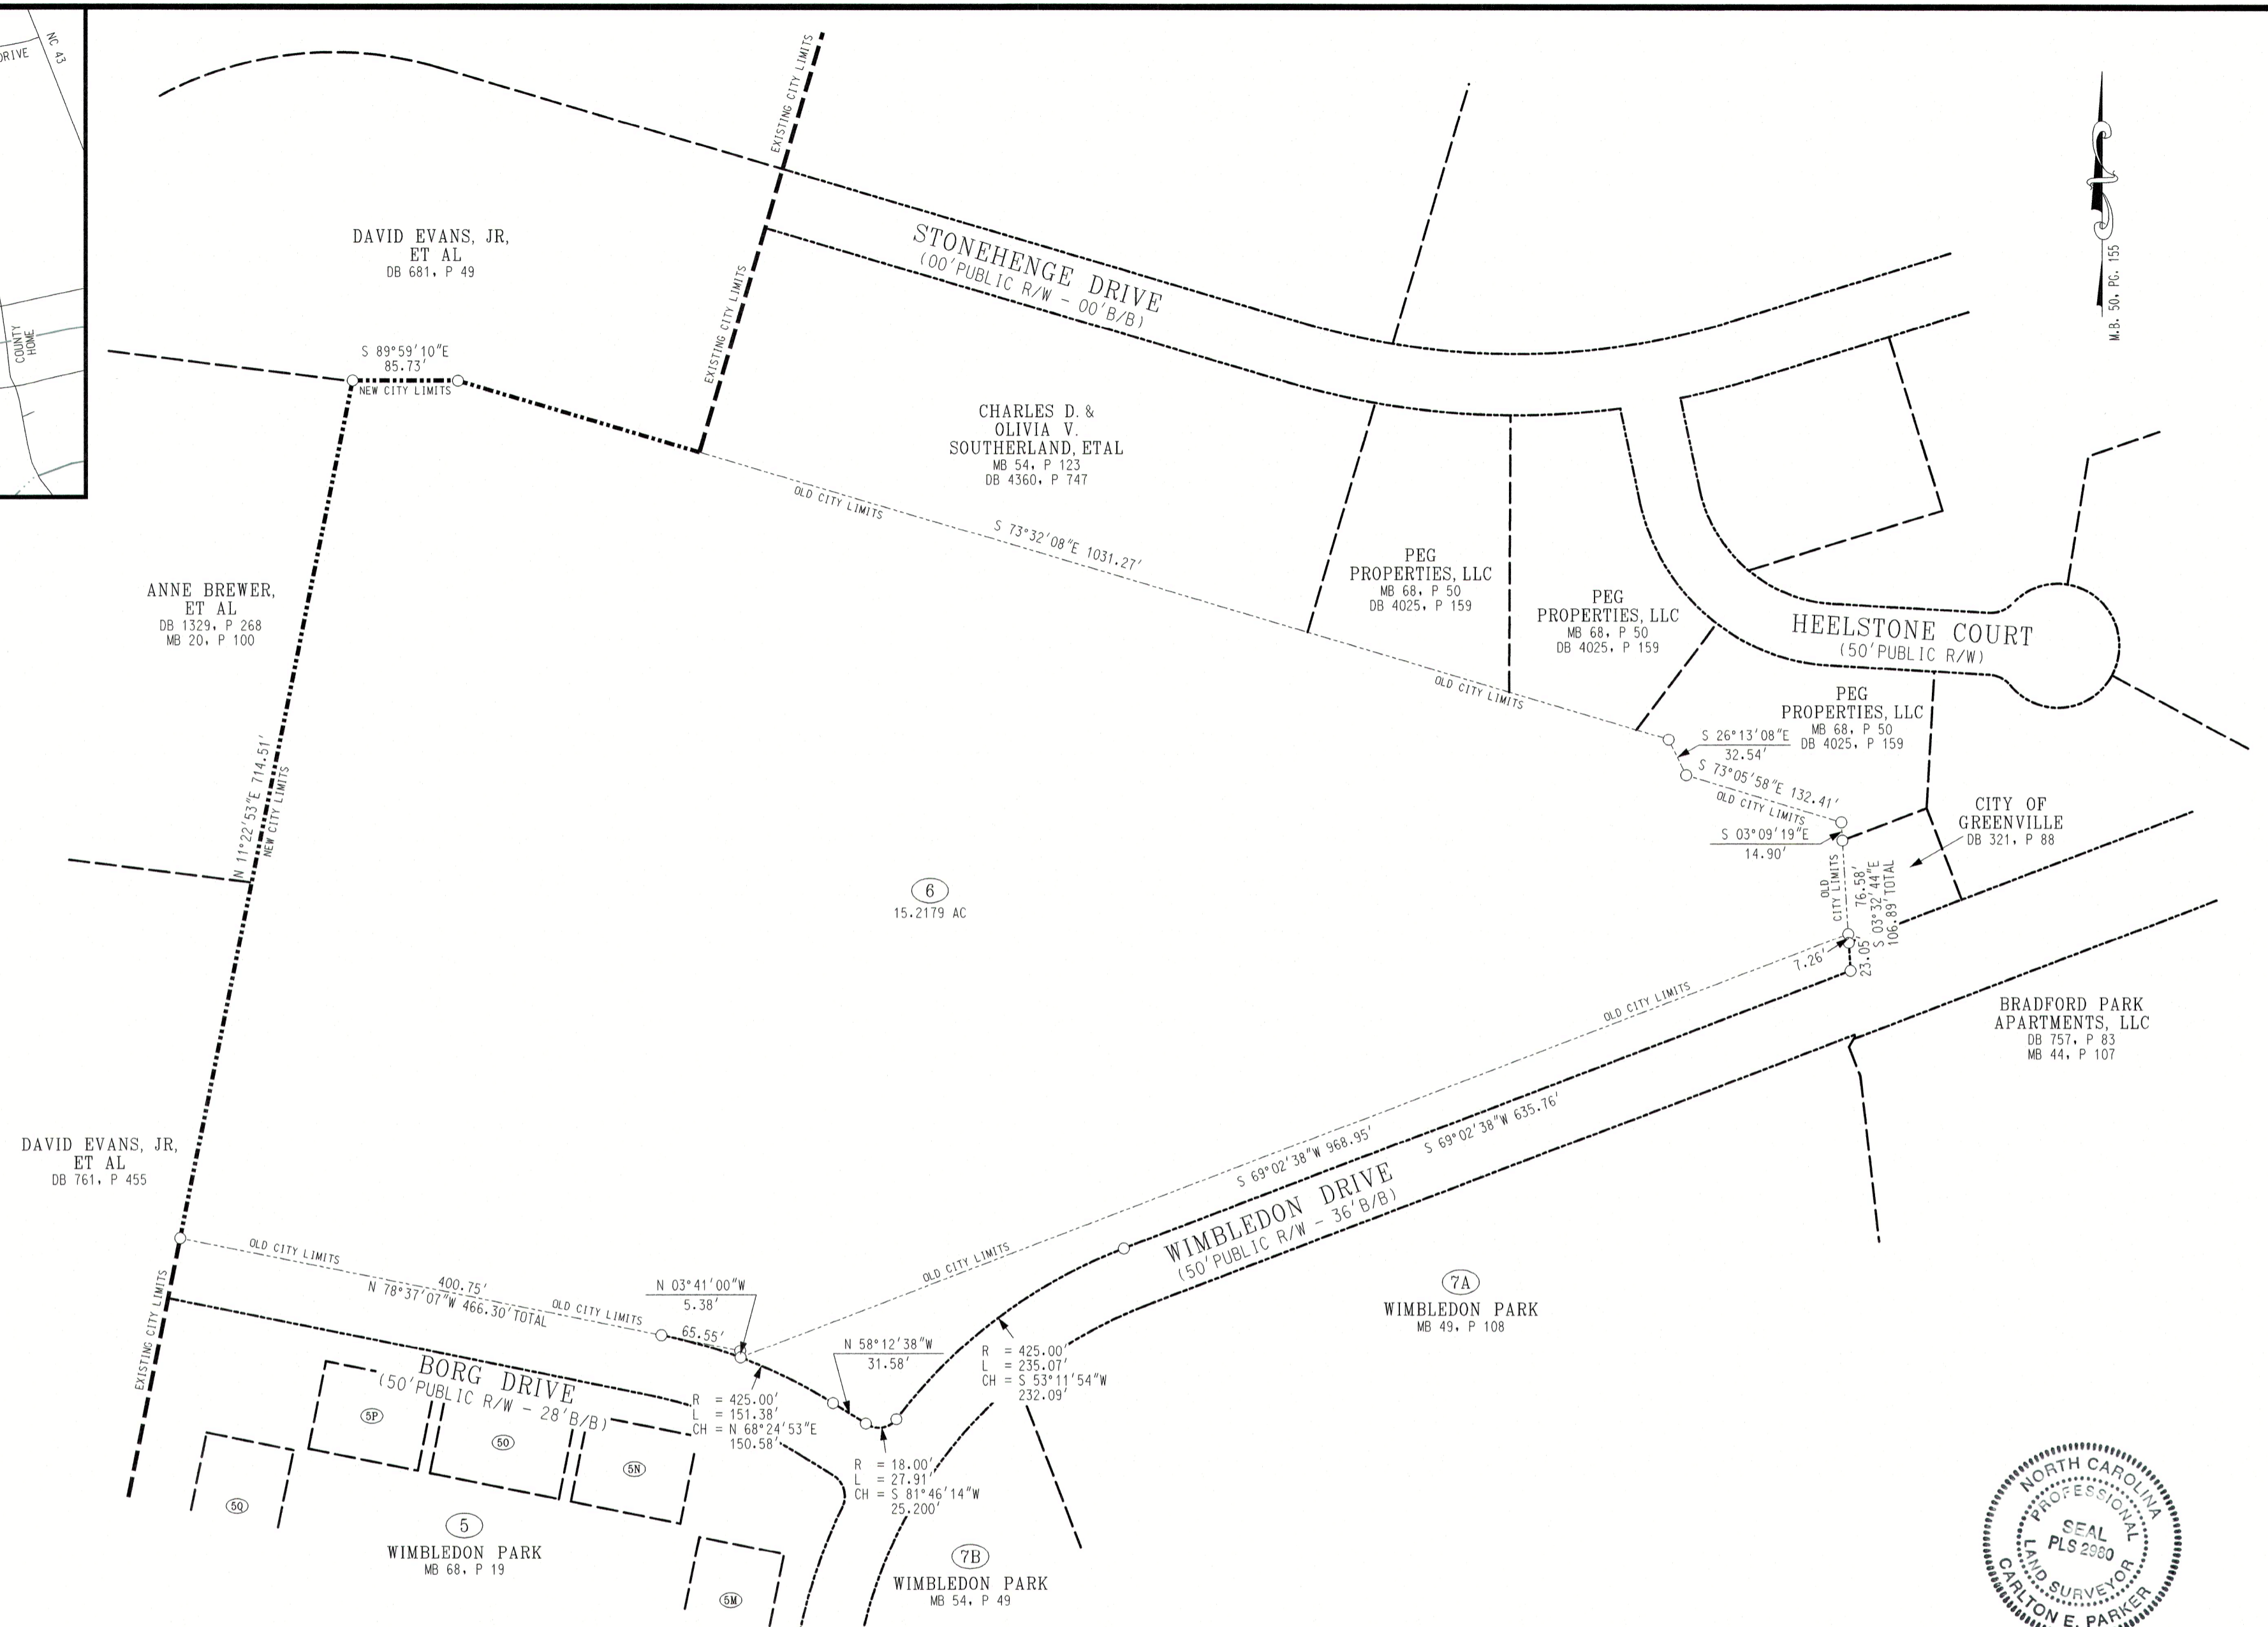 NC 43
DRIVE
COUNTY
HOME
EXISTING CITY LIMITS
EXISTING CITY LIMITS
DAVID EVANS, JR,
ET AL
DB 681, P 49
STONEHENGE DRIVE
(00' PUBLIC R/W - 00' B/B)
M.B. 50, PG. 155
S 89°59'10"E
85.73'
NEW CITY LIMITS
CHARLES D. &
OLIVIA V.
SOUTHERLAND, ETAL
MB 54, P 123
DB 4360, P 747
OLD CITY LIMITS
S 73°32'08"E 1031.27'
PEG
PROPERTIES, LLC
MB 68, P 50
DB 4025, P 159
PEG
PROPERTIES, LLC
MB 68, P 50
DB 4025, P 159
HEELSTONE COURT
(50' PUBLIC R/W)
ANNE BREWER,
ET AL
DB 1329, P 268
MB 20, P 100
OLD CITY LIMITS
PEG
PROPERTIES, LLC
MB 68, P 50
DB 4025, P 159
S 26°13'08"E
32.54'
S 73°05'58"E 132.41'
OLD CITY LIMITS
S 03°09'19"E
14.90'
CITY OF
GREENVILLE
DB 321, P 88
N 11°22'53"E 714.51'
NEW CITY LIMITS
6
15.2179 AC
OLD
CITY LIMITS
76.58'
S 03°32'44"E
106.89' TOTAL
7.26'
23.05'
OLD CITY LIMITS
BRADFORD PARK
APARTMENTS, LLC
DB 757, P 83
MB 44, P 107
S 69°02'38"W 968.95'
S 69°02'38"W 635.76'
WIMBLEDON DRIVE
(50' PUBLIC R/W - 36' B/B)
DAVID EVANS, JR,
ET AL
DB 761, P 455
OLD CITY LIMITS
400.75'
N 78°37'07"W 466.30' TOTAL
OLD CITY LIMITS
65.55'
N 03°41'00"W
5.38'
OLD CITY LIMITS
N 58°12'38"W
31.58'
R = 425.00'
L = 235.07'
CH = S 53°11'54"W
232.09'
7A
WIMBLEDON PARK
MB 49, P 108
EXISTING CITY LIMITS
BORG DRIVE
(50' PUBLIC R/W - 28' B/B)
R = 425.00'
L = 151.38'
CH = N 68°24'53"E
150.58'
R = 18.00'
L = 27.91'
CH = S 81°46'14"W
25.200'
5P
5O
5N
5Q
5
WIMBLEDON PARK
MB 68, P 19
5M
7B
WIMBLEDON PARK
MB 54, P 49
NORTH CAROLINA
PROFESSIONAL
SEAL
PLS 2980
LAND SURVEYOR
CARLTON E. PARKER